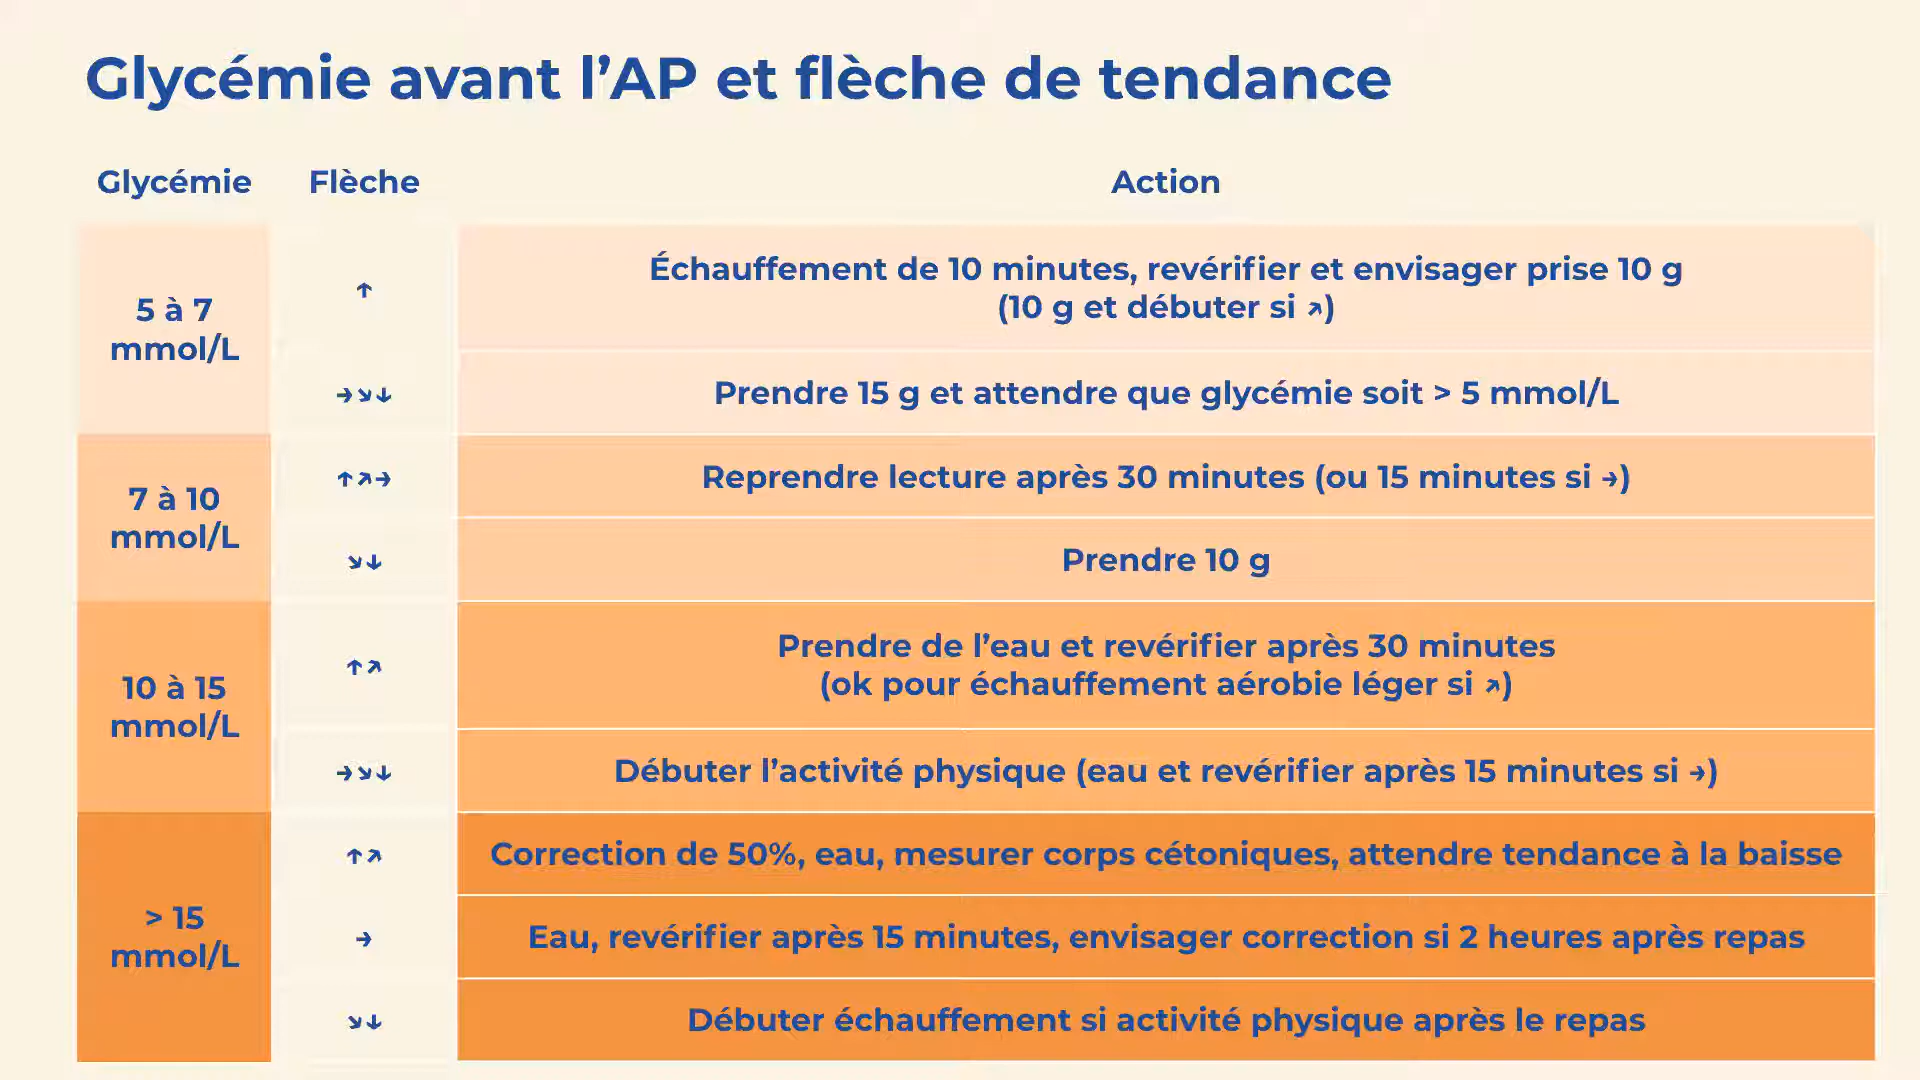 Glycémie avant l’AP et flèche de tendance
Glycémie Flèche Action
5 à 7
mmol/L
↑
Échauffement de 10 minutes, revérifier et envisager prise 10 g
(10 g et débuter si ↗)
→↘↓
Prendre 15 g et attendre que glycémie soit > 5 mmol/L
7 à 10
mmol/L
↑↗→
Reprendre lecture après 30 minutes (ou 15 minutes si →)
↘↓
Prendre 10 g
10 à 15
mmol/L
↑↗
Prendre de l’eau et revérifier après 30 minutes
(ok pour échauffement aérobie léger si ↗)
→↘↓
Débuter l’activité physique (eau et revérifier après 15 minutes si →)
> 15
mmol/L
↑↗
Correction de 50%, eau, mesurer corps cétoniques, attendre tendance à la baisse
→
Eau, revérifier après 15 minutes, envisager correction si 2 heures après repas
↘↓
Débuter échauffement si activité physique après le repas